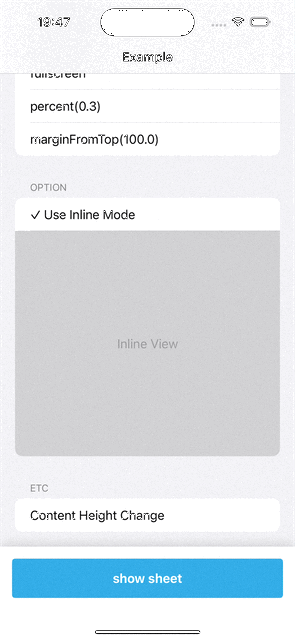 19:47
Example
fullscreen
percent(0.3)
marginFromTop(100.0)
OPTION
✓ Use Inline Mode
Inline View
ETC
Content Height Change
show sheet